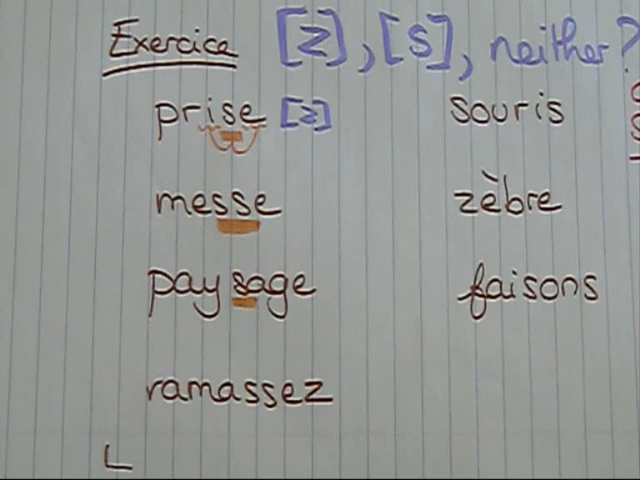 Exercice [z], [s], neither?
prise [z] souris
messe zèbre
paysage faisons
ramassez